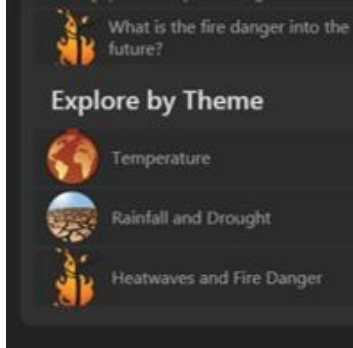 What is the fire danger into the
future?
Explore by Theme
Temperature
Rainfall and Drought
Heatwaves and Fire Danger